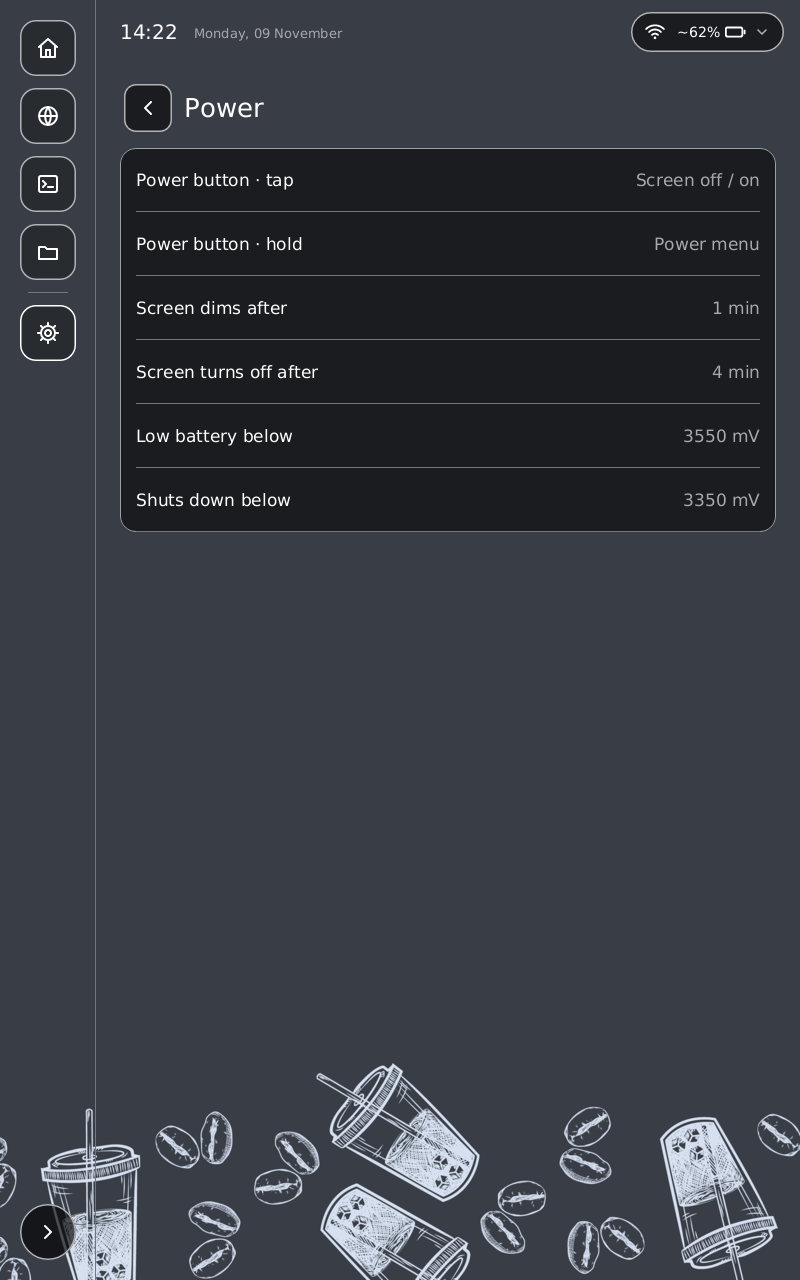 14:22 Monday, 09 November ~62%
Power
Power button · tap Screen off / on
Power button · hold Power menu
Screen dims after 1 min
Screen turns off after 4 min
Low battery below 3550 mV
Shuts down below 3350 mV